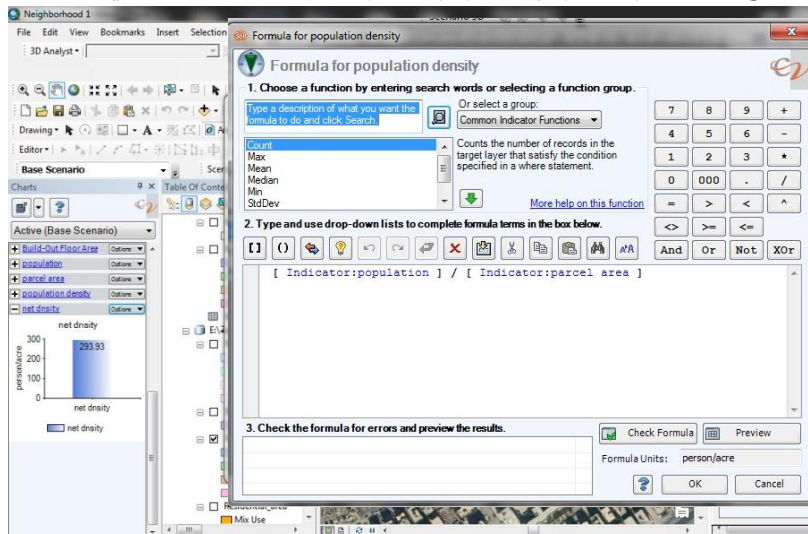 Neighborhood 1
File Edit View Bookmarks Insert Selection
3D Analyst
Drawing
Editor
Base Scenario
Charts
Table Of Conte
Active (Base Scenario)
Build-Out Floor Area Options
population Options
parcel area Options
population density Options
net dnsity Options
net dnsity
person/acre
300
200
100
0
293.93
net dnsity
net dnsity
Mix Use
Formula for population density
Formula for population density
1. Choose a function by entering search words or selecting a function group.
Type a description of what you want the formula to do and click Search.
Or select a group:
Common Indicator Functions
Count
Max
Mean
Median
Min
StdDev
Counts the number of records in the
target layer that satisfy the condition
specified in a where statement.
More help on this function
7 8 9 +
4 5 6 -
1 2 3 *
0 000 . /
= > < ^
<> >= <=
And Or Not XOr
2. Type and use drop-down lists to complete formula terms in the box below.
[] ()
[ Indicator:population ] / [ Indicator:parcel area ]
3. Check the formula for errors and preview the results.
Check Formula Preview
Formula Units: person/acre
? OK Cancel